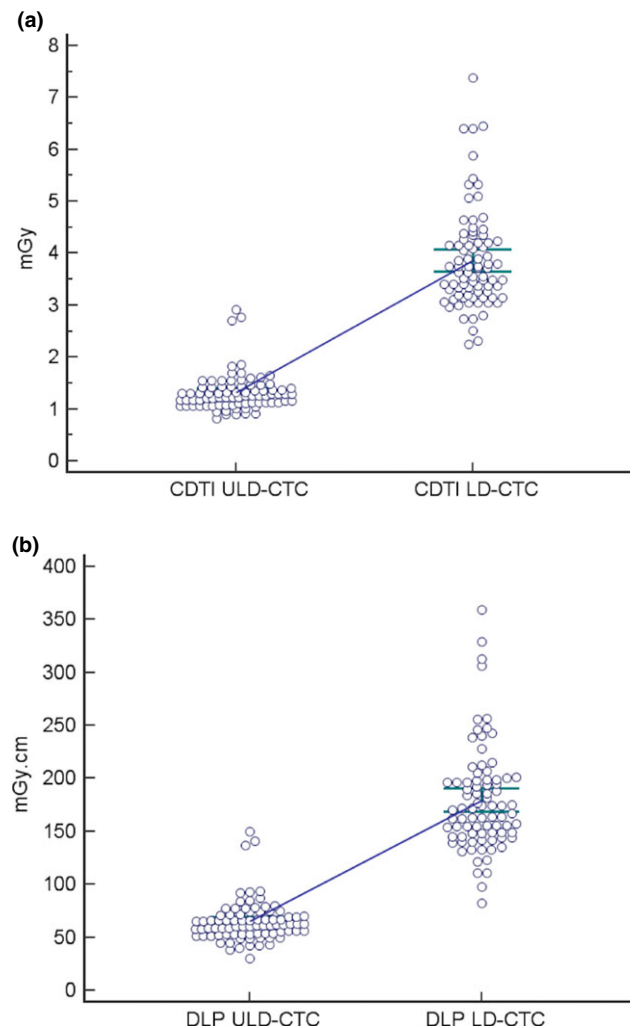 (a)
8
7
6
5
4
3
2
1
0
mGy
CDTI ULD-CTC
CDTI LD-CTC
(b)
400
350
300
250
200
150
100
50
0
mGy.cm
DLP ULD-CTC
DLP LD-CTC